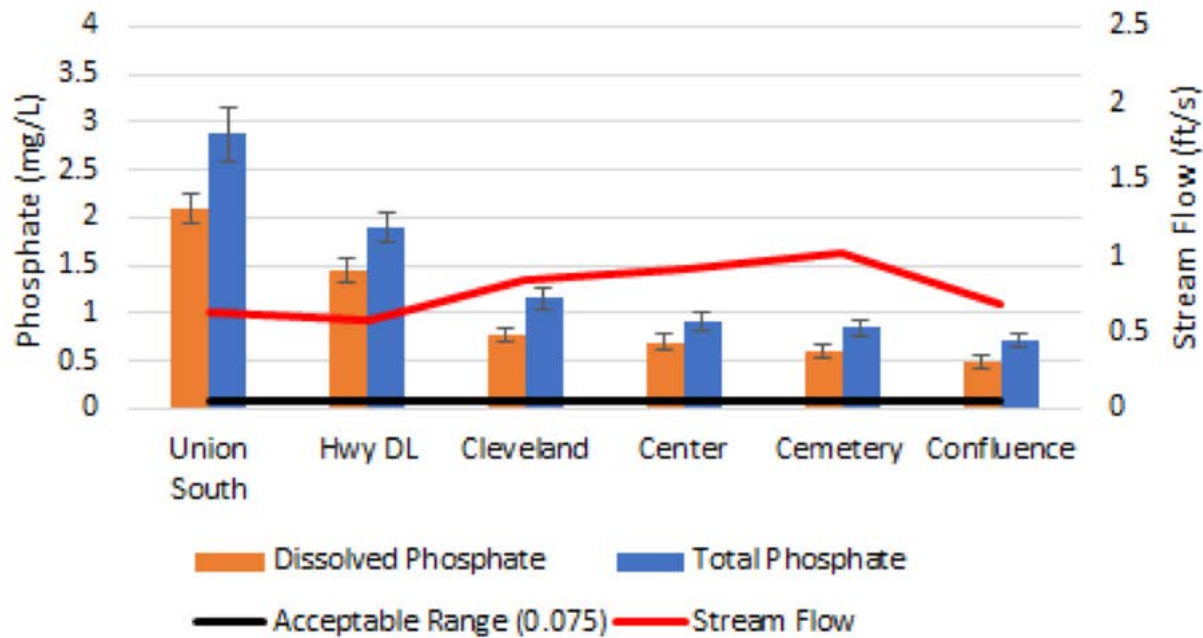 Phosphate (mg/L)
4
3.5
3
2.5
2
1.5
1
0.5
0
2.5
2
1.5
1
0.5
0
Stream Flow (ft/s)
Union South
Hwy DL
Cleveland
Center
Cemetery
Confluence
Dissolved Phosphate
Total Phosphate
Acceptable Range (0.075)
Stream Flow